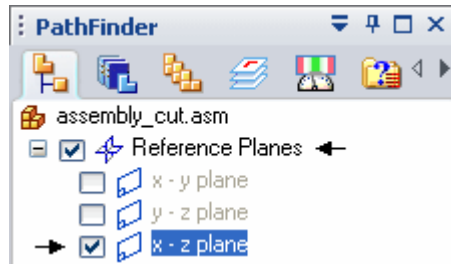 PathFinder
assembly_cut.asm
Reference Planes
x - y plane
y - z plane
x - z plane